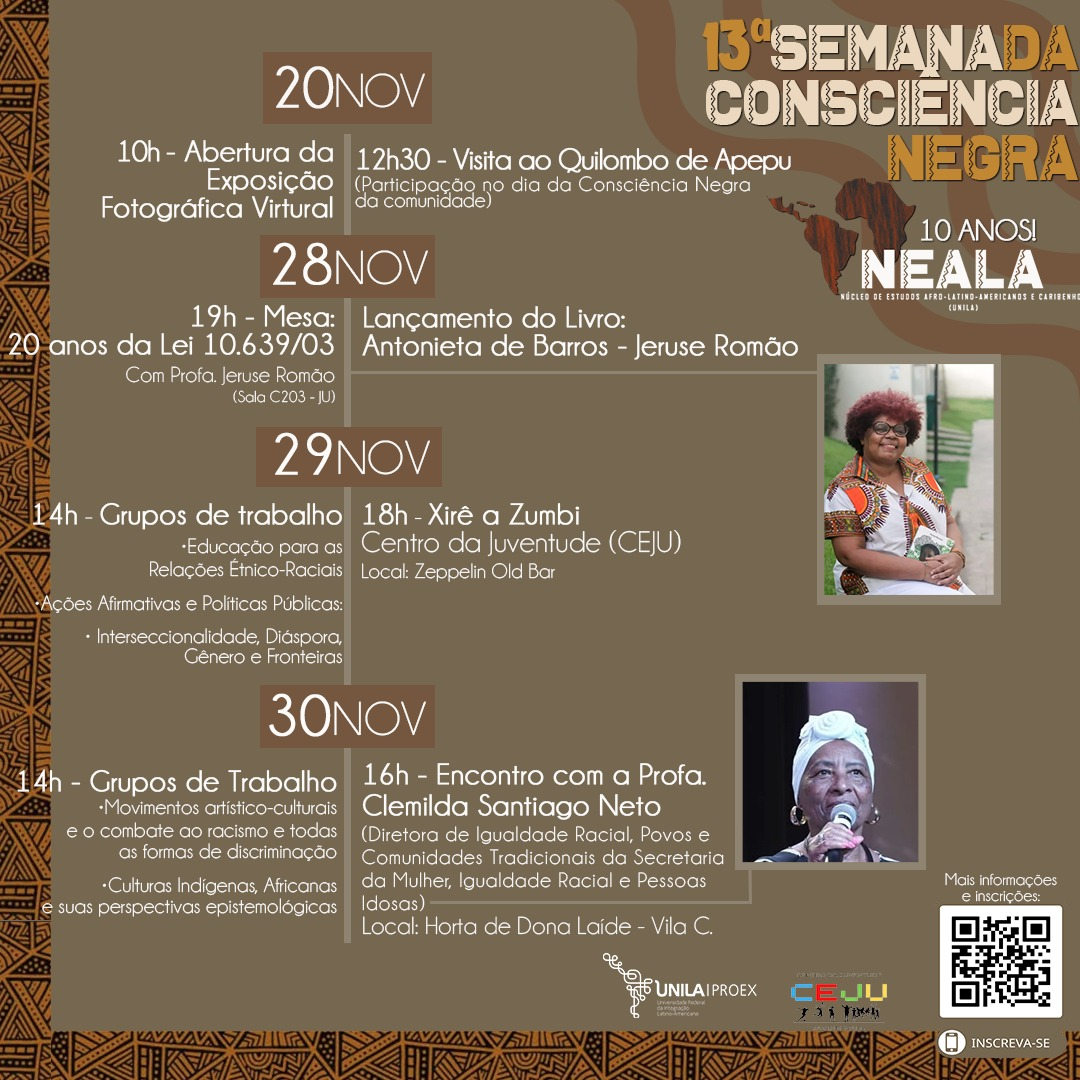 13ª SEMANA DA
CONSCIÊNCIA
NEGRA
10 ANOS!
NEALA
NÚCLEO DE ESTUDOS AFRO-LATINO-AMERICANOS E CARIBENHO
(UNILA)
20NOV
10h - Abertura da
Exposição
Fotográfica Virtural
12h30 - Visita ao Quilombo de Apepu
(Participação no dia da Consciência Negra
da comunidade)
28NOV
19h - Mesa:
20 anos da Lei 10.639/03
Com Profa. Jeruse Romão
(Sala C203 - JU)
Lançamento do Livro:
Antonieta de Barros - Jeruse Romão
29NOV
14h - Grupos de trabalho
•Educação para as
Relações Étnico-Raciais
•Ações Afirmativas e Políticas Públicas:
• Interseccionalidade, Diáspora,
Gênero e Fronteiras
18h - Xirê a Zumbi
Centro da Juventude (CEJU)
Local: Zeppelin Old Bar
30NOV
14h - Grupos de Trabalho
•Movimentos artístico-culturais
e o combate ao racismo e todas
as formas de discriminação
•Culturas Indígenas, Africanas
e suas perspectivas epistemológicas
16h - Encontro com a Profa.
Clemilda Santiago Neto
(Diretora de Igualdade Racial, Povos e
Comunidades Tradicionais da Secretaria
da Mulher, Igualdade Racial e Pessoas
Idosas)
Local: Horta de Dona Laíde - Vila C.
Mais informações
e inscrições:
INSCREVA-SE
UNILA|PROEX
Universidade Federal
da Integração
Latino-Americana
CEJU